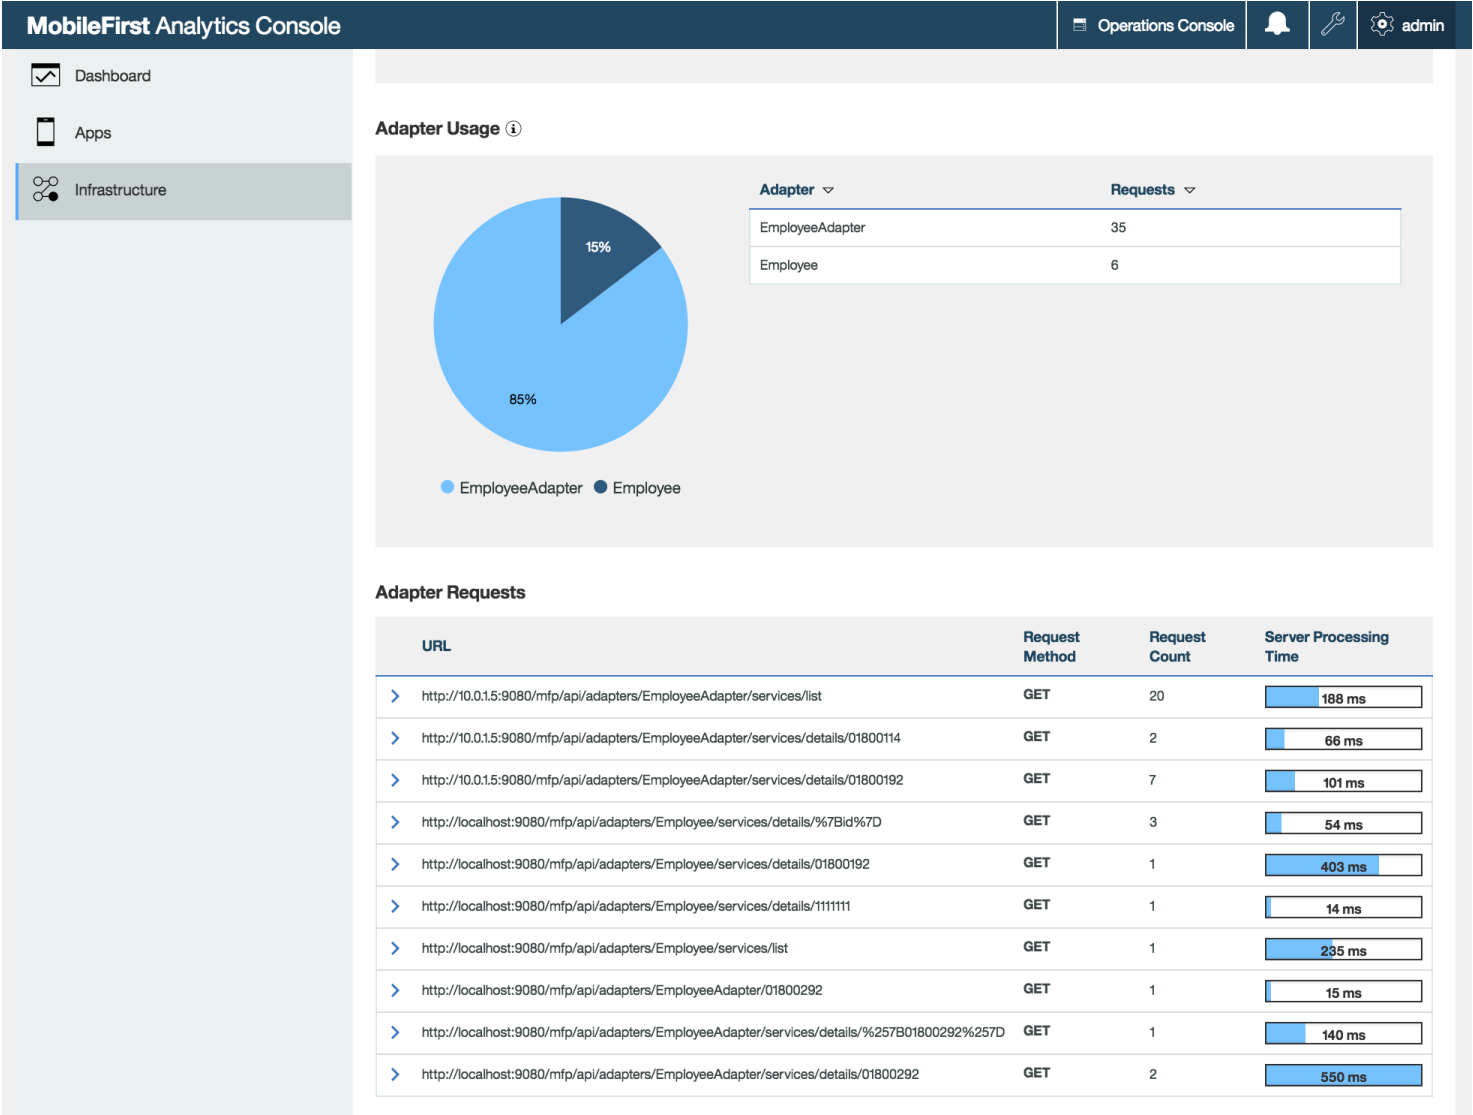 MobileFirst Analytics Console
Operations Console
admin
Dashboard
Apps
Infrastructure
Adapter Usage
15%
85%
EmployeeAdapter Employee
Adapter Requests
EmployeeAdapter 35
Employee 6
Adapter Requests
URL Request Method Request Count Server Processing Time
http://10.0.1.5:9080/mfp/api/adapters/EmployeeAdapter/services/list GET 20 188 ms
http://10.0.1.5:9080/mfp/api/adapters/EmployeeAdapter/services/details/01800114 GET 2 66 ms
http://10.0.1.5:9080/mfp/api/adapters/EmployeeAdapter/services/details/01800192 GET 7 101 ms
http://localhost:9080/mfp/api/adapters/Employee/services/details/%7Bid%7D GET 3 54 ms
http://localhost:9080/mfp/api/adapters/Employee/services/details/01800192 GET 1 403 ms
http://localhost:9080/mfp/api/adapters/Employee/services/details/1111111 GET 1 14 ms
http://localhost:9080/mfp/api/adapters/Employee/services/list GET 1 235 ms
http://localhost:9080/mfp/api/adapters/EmployeeAdapter/01800292 GET 1 15 ms
http://localhost:9080/mfp/api/adapters/EmployeeAdapter/services/details/%257B01800292%257D GET 1 140 ms
http://localhost:9080/mfp/api/adapters/EmployeeAdapter/services/details/01800292 GET 2 550 ms